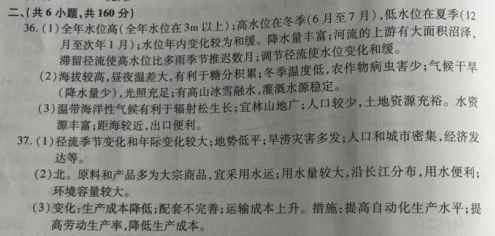 二、(共 6 小题,共 160 分)
36. (1)全年水位高(全年水位在 3m 以上);高水位在冬季(6 月至 7 月),低水位在夏季(12
月至次年 1 月);水位年内变化较为和缓。降水量丰富;河流的上游有大面积沼泽,
滞留径流使高水位比多雨季节推迟数月;调节径流使水位变化和缓。
(2)海拔较高,昼夜温差大,有利于糖分积累;冬季温度低,农作物病虫害少;气候干旱
(降水量少),光照充足;有高山冰雪融水,灌溉水源稳定。
(3)温带海洋性气候有利于辐射松生长;宜林山地广;人口较少,土地资源充裕。水资
源丰富;距海较近,出口便利。
37. (1)径流季节变化和年际变化较大;地势低平;旱涝灾害多发;人口和城市密集,经济发
达等。
(2)北。原料和产品多为大宗商品,宜采用水运;用水量较大,沿长江分布,用水便利;
环境容量较大。
(3)变化:生产成本降低;配套不完善;运输成本上升。措施:提高自动化生产水平;提
高劳动生产率,降低生产成本。